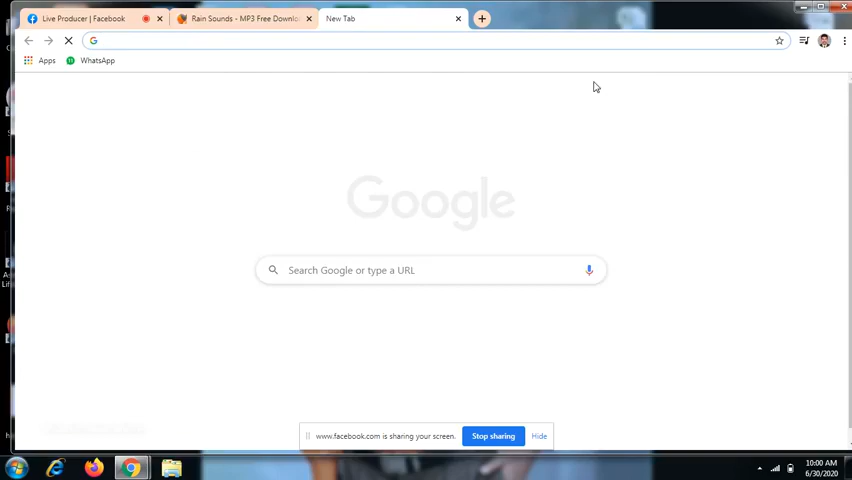 Live Producer | Facebook
Rain Sounds - MP3 Free Downlo
New Tab
Apps
WhatsApp
Google
Search Google or type a URL
www.facebook.com is sharing your screen.
Stop sharing
Hide
10:00 AM
6/30/2020